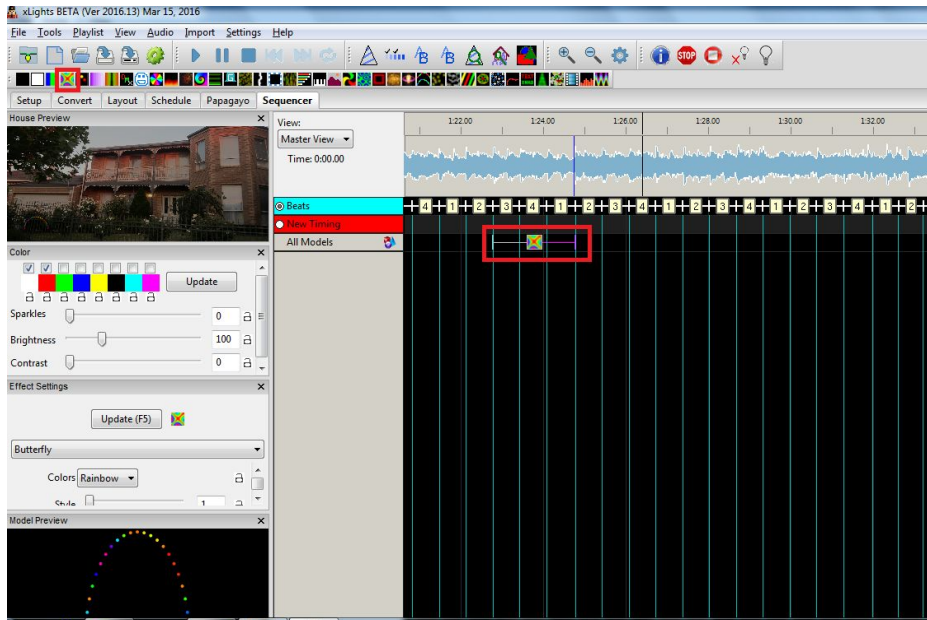 xLights BETA (Ver 2016.13) Mar 15, 2016
File Tools Playlist View Audio Import Settings Help
STOP
Setup Convert Layout Schedule Papagayo Sequencer
House Preview
View:
Master View
Time: 0:00.00
1:22.00 1:24.00 1:26.00 1:28.00 1:30.00 1:32.00
Beats
4 1 2 3 4 1 2 3 4 1 2 3 4 1 2 3 4 1 2
New Timing
All Models
Color
Update
Sparkles 0
Brightness 100
Contrast 0
Effect Settings
Update (F5)
Butterfly
Colors Rainbow
Style 1
Model Preview